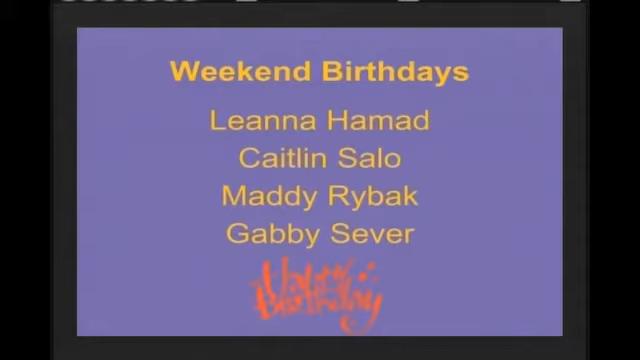 Weekend Birthdays
Leanna Hamad
Caitlin Salo
Maddy Rybak
Gabby Sever
Happy
Birthday